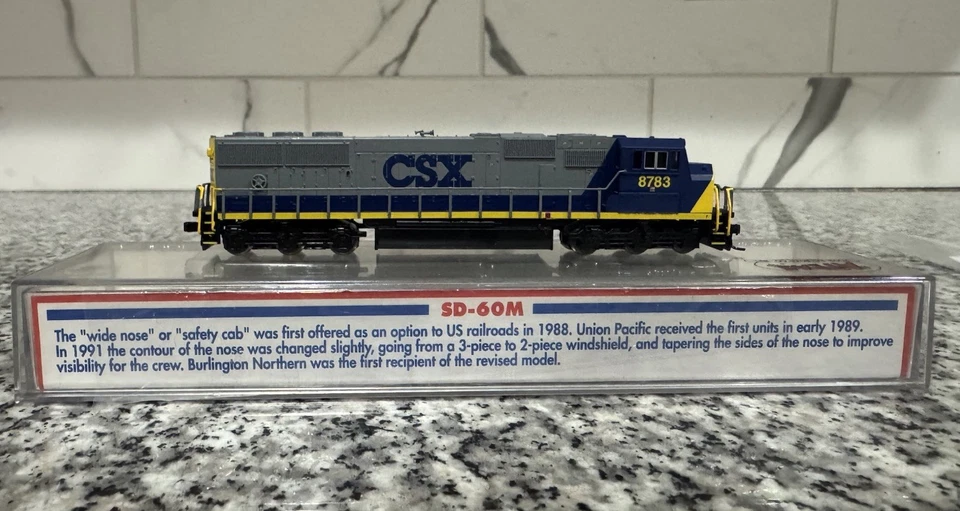 CSX
8783
SD-60M
The "wide nose" or "safety cab" was first offered as an option to US railroads in 1988. Union Pacific received the first units in early 1989.
In 1991 the contour of the nose was changed slightly, going from a 3-piece to 2-piece windshield, and tapering the sides of the nose to improve
visibility for the crew. Burlington Northern was the first recipient of the revised model.